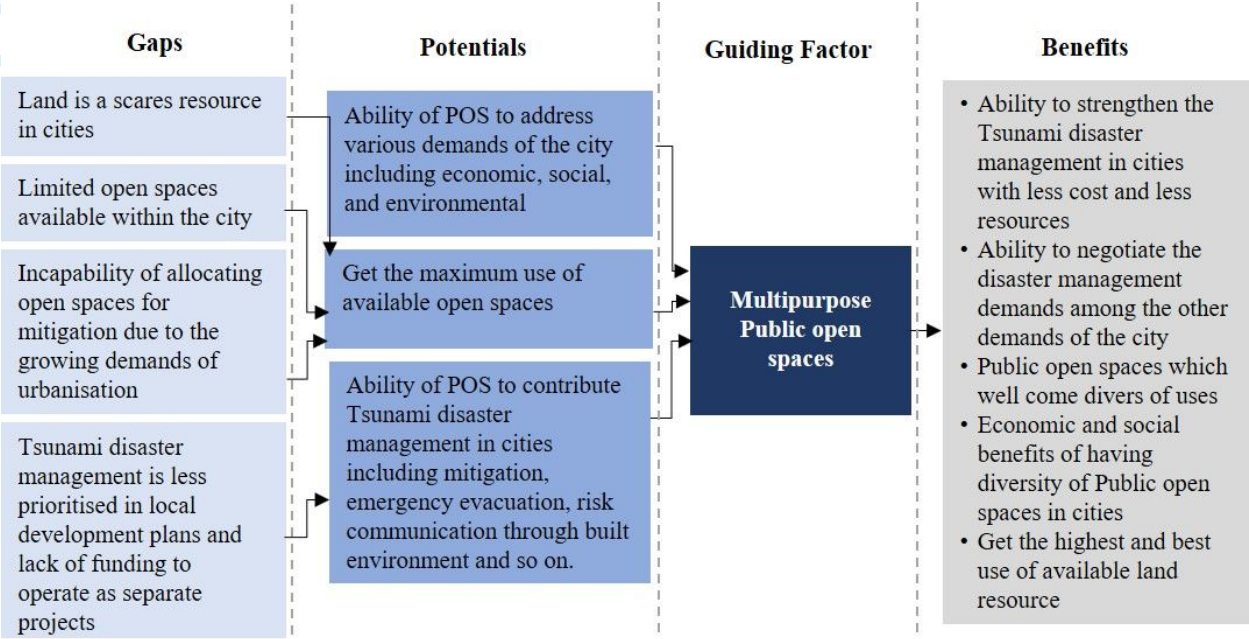 Gaps
Land is a scares resource
in cities
Limited open spaces
available within the city
Incapability of allocating
open spaces for
mitigation due to the
growing demands of
urbanisation
Tsunami disaster
management is less
prioritised in local
development plans and
lack of funding to
operate as separate
projects
Potentials
Ability of POS to address
various demands of the city
including economic, social,
and environmental
Get the maximum use of
available open spaces
Ability of POS to contribute
Tsunami disaster
management in cities
including mitigation,
emergency evacuation, risk
communication through built
environment and so on.
Guiding Factor
Multipurpose
Public open
spaces
Benefits
• Ability to strengthen the
Tsunami disaster
management in cities
with less cost and less
resources
• Ability to negotiate the
disaster management
demands among the other
demands of the city
• Public open spaces which
well come divers of uses
• Economic and social
benefits of having
diversity of Public open
spaces in cities
• Get the highest and best
use of available land
resource